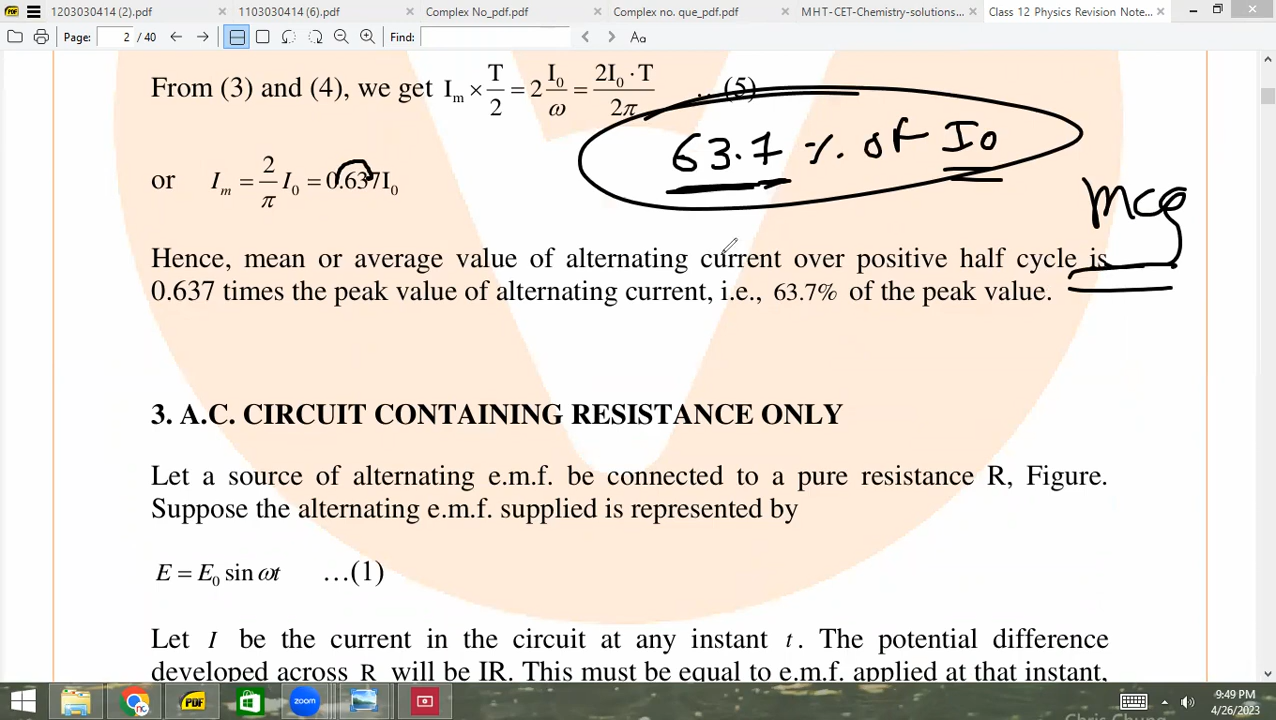 1203030414 (2).pdf × 1103030414 (6).pdf × Complex No_pdf.pdf × Complex no. que_pdf.pdf × MHT-CET-Chemistry-solutions... × Class 12 Physics Revision Note... ×
Page: 2 / 40 Find: Aa
From (3) and (4), we get I_m × T/2 = 2 I_0/ω = 2I_0·T/2π ... (5)
63.7 % of I_0
or I_m = 2/π I_0 = 0.637I_0
mcq
Hence, mean or average value of alternating current over positive half cycle is
0.637 times the peak value of alternating current, i.e., 63.7% of the peak value.
3. A.C. CIRCUIT CONTAINING RESISTANCE ONLY
Let a source of alternating e.m.f. be connected to a pure resistance R, Figure.
Suppose the alternating e.m.f. supplied is represented by
E = E_0 sin ωt ...(1)
Let I be the current in the circuit at any instant t. The potential difference
developed across R will be IR. This must be equal to e.m.f. applied at that instant,
PDF zoom 9:49 PM
4/26/2023